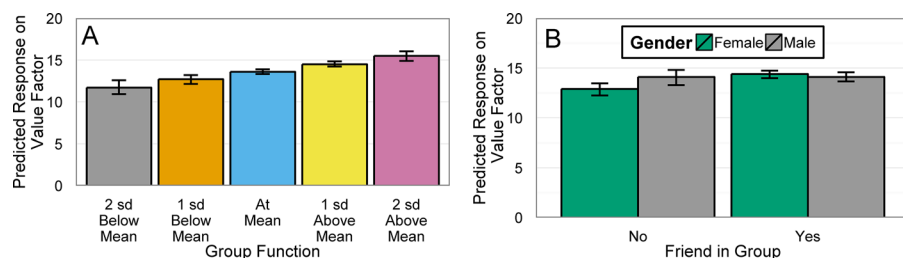 A
Predicted Response on
Value Factor
20
15
10
5
0
2 sd
Below
Mean
1 sd
Below
Mean
At
Mean
1 sd
Above
Mean
2 sd
Above
Mean
Group Function
B
Gender Female Male
Predicted Response on
Value Factor
20
15
10
5
0
No Yes
Friend in Group